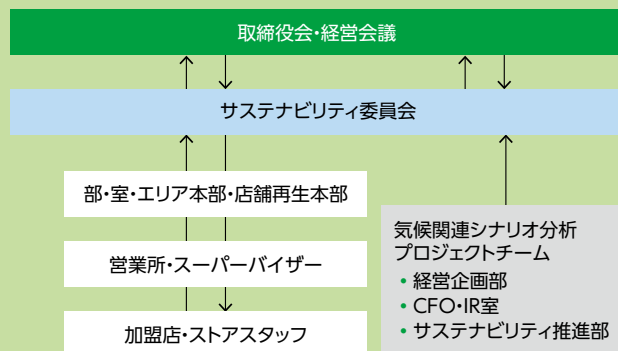 取締役会・経営会議
サステナビリティ委員会
部・室・エリア本部・店舗再生本部
営業所・スーパーバイザー
加盟店・ストアスタッフ
気候関連シナリオ分析
プロジェクトチーム
• 経営企画部
• CFO・IR室
• サステナビリティ推進部